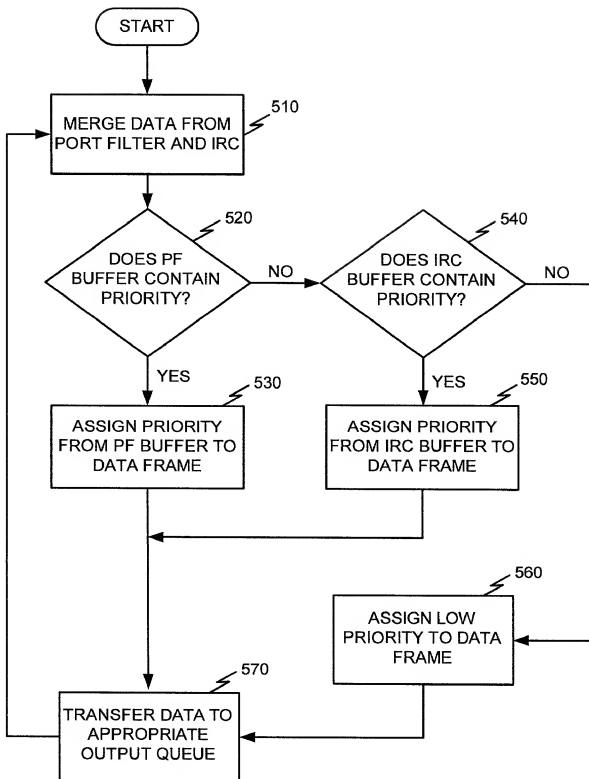 START
MERGE DATA FROM
PORT FILTER AND IRC
510
520
DOES PF
BUFFER CONTAIN
PRIORITY?
NO
540
DOES IRC
BUFFER CONTAIN
PRIORITY?
NO
YES
530
ASSIGN PRIORITY
FROM PF BUFFER TO
DATA FRAME
YES
550
ASSIGN PRIORITY
FROM IRC BUFFER TO
DATA FRAME
560
ASSIGN LOW
PRIORITY TO DATA
FRAME
570
TRANSFER DATA TO
APPROPRIATE
OUTPUT QUEUE